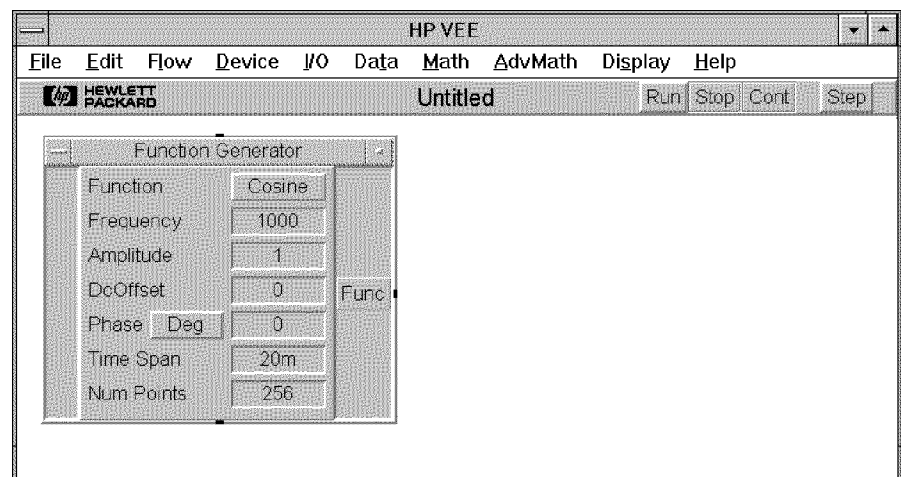 HP VEE
File Edit Flow Device I/O Data Math AdvMath Display Help
hp HEWLETT PACKARD Untitled Run Stop Cont Step
Function Generator
Function Cosine
Frequency 1000
Amplitude 1
DcOffset 0
Func
Phase Deg 0
Time Span 20m
Num Points 256